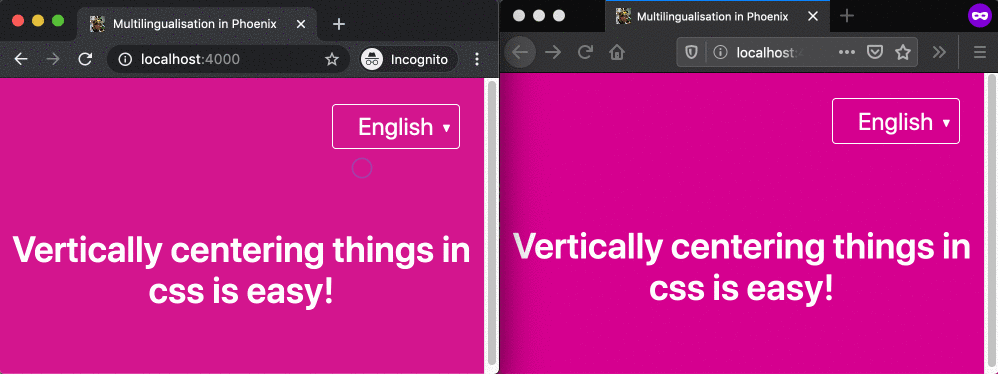 Multilingualisation in Phoenix
localhost:4000
Incognito
English
Vertically centering things in
css is easy!
Multilingualisation in Phoenix
localhost:
English
Vertically centering things in
css is easy!